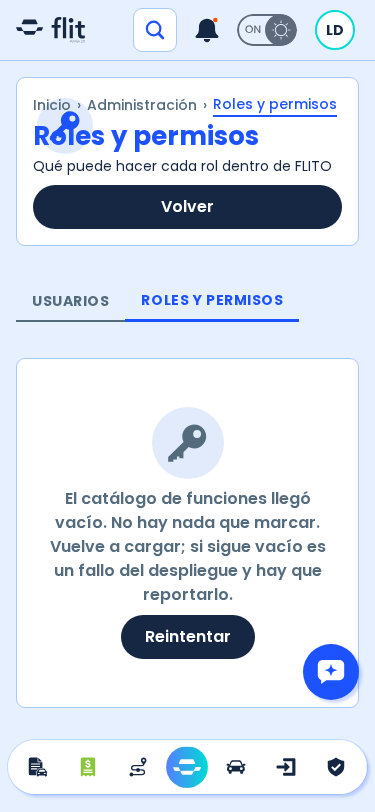 flit
ON
LD
Inicio › Administración › Roles y permisos
Roles y permisos
Qué puede hacer cada rol dentro de FLITO
Volver
USUARIOS
ROLES Y PERMISOS
El catálogo de funciones llegó
vacío. No hay nada que marcar.
Vuelve a cargar; si sigue vacío es
un fallo del despliegue y hay que
reportarlo.
Reintentar